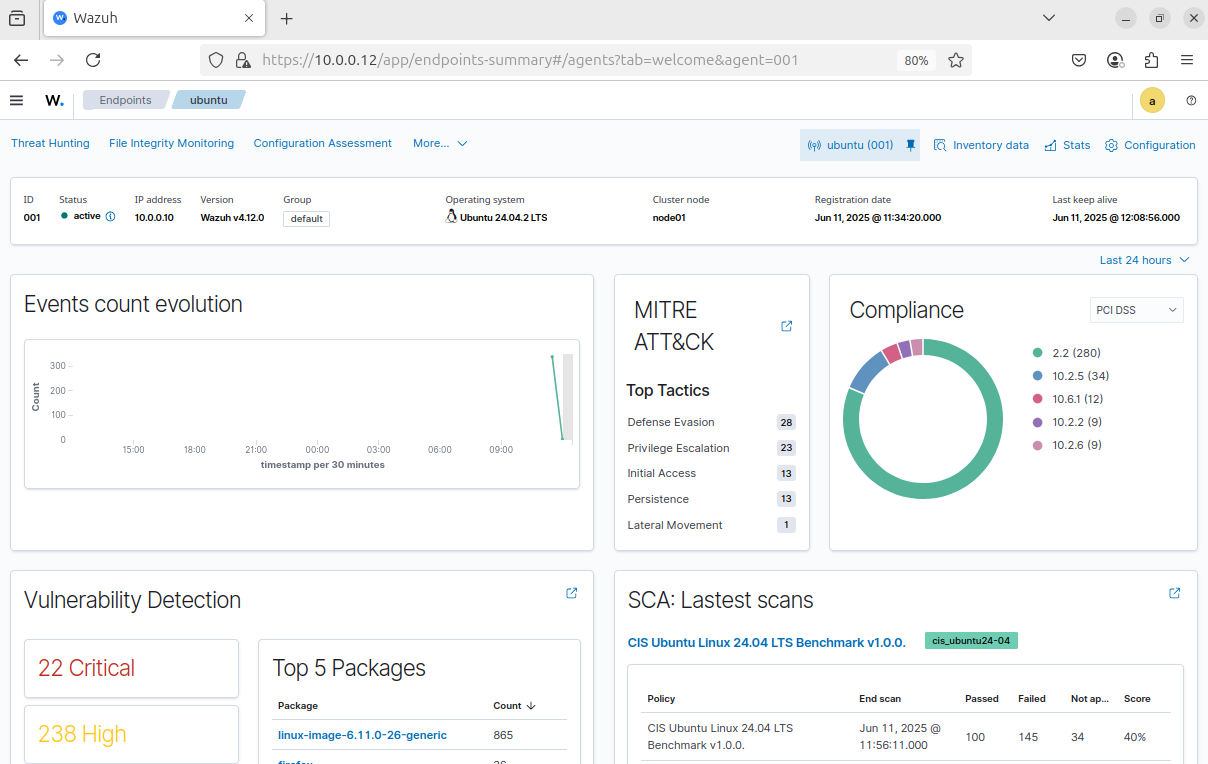 Wazuh
https://10.0.0.12/app/endpoints-summary#/agents?tab=welcome&agent=001
80%
W.
Endpoints
ubuntu
a
Threat Hunting
File Integrity Monitoring
Configuration Assessment
More...
ubuntu (001)
Inventory data
Stats
Configuration
ID
Status
IP address
Version
Group
Operating system
Cluster node
Registration date
Last keep alive
001
active
10.0.0.10
Wazuh v4.12.0
default
Ubuntu 24.04.2 LTS
node01
Jun 11, 2025 @ 11:34:20.000
Jun 11, 2025 @ 12:08:56.000
Last 24 hours
Events count evolution
Count
300
200
100
0
15:00
18:00
21:00
00:00
03:00
06:00
09:00
timestamp per 30 minutes
MITRE
ATT&CK
Top Tactics
Defense Evasion 28
Privilege Escalation 23
Initial Access 13
Persistence 13
Lateral Movement 1
Compliance
PCI DSS
2.2 (280)
10.2.5 (34)
10.6.1 (12)
10.2.2 (9)
10.2.6 (9)
Vulnerability Detection
22 Critical
238 High
Top 5 Packages
Package Count
linux-image-6.11.0-26-generic 865
SCA: Lastest scans
CIS Ubuntu Linux 24.04 LTS Benchmark v1.0.0.
cis_ubuntu24-04
Policy
End scan
Passed
Failed
Not ap...
Score
CIS Ubuntu Linux 24.04 LTS
Benchmark v1.0.0.
Jun 11, 2025 @
11:56:11.000
100
145
34
40%